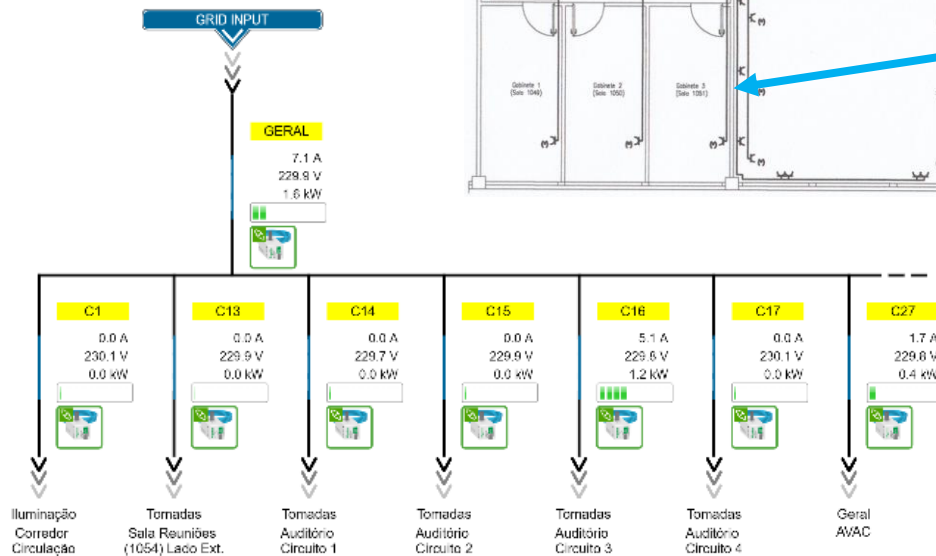 GRID INPUT
GERAL
7.1 A
229.9 V
1.6 kW
Gabinete 1
(Sala 1049)
Gabinete 2
(Sala 1050)
Gabinete 3
(Sala 1051)
C1
0.0 A
230.1 V
0.0 kW
Iluminação
Corredor
Circulação
C13
0.0 A
229.9 V
0.0 kW
Tomadas
Sala Reuniões
(1054) Lado Ext.
C14
0.0 A
229.7 V
0.0 kW
Tomadas
Auditório
Circuito 1
C15
0.0 A
229.9 V
0.0 kW
Tomadas
Auditório
Circuito 2
C16
5.1 A
229.8 V
1.2 kW
Tomadas
Auditório
Circuito 3
C17
0.0 A
230.1 V
0.0 kW
Tomadas
Auditório
Circuito 4
C27
1.7 A
229.8 V
0.4 kW
Geral
AVAC